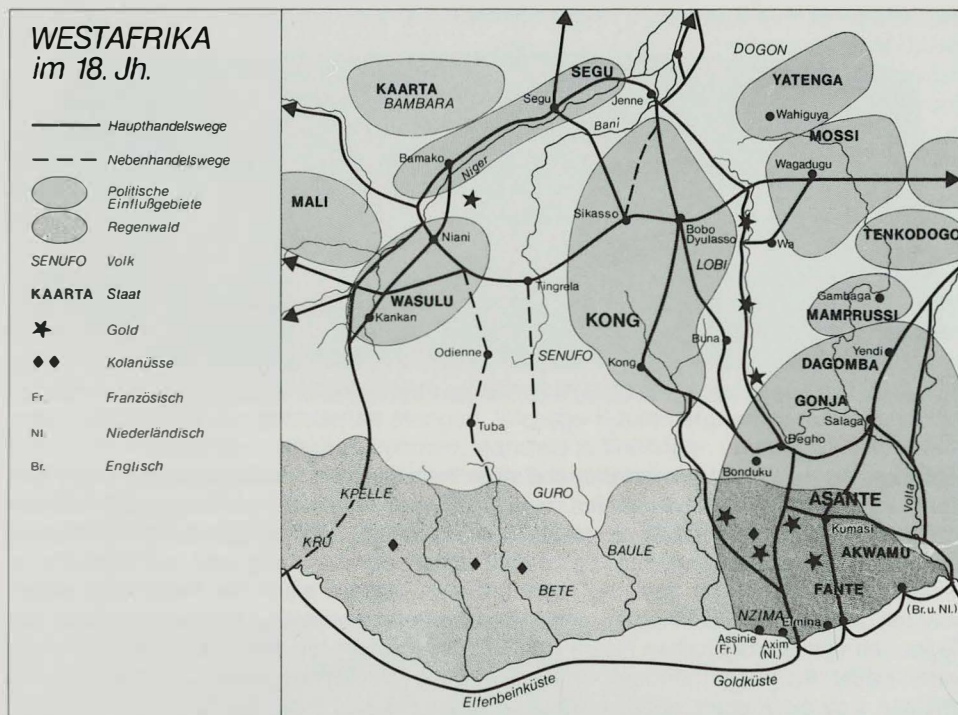 WESTAFRIKA
im 18. Jh.
Haupthandelswege
Nebenhandelswege
Politische
Einflußgebiete
Regenwald
SENUFO Volk
KAARTA Staat
Gold
Kolanüsse
Fr. Französisch
Nl. Niederländisch
Br. Englisch
DOGON
SEGU
KAARTA
BAMBARA
YATENGA
Segu
Jenne
Wahiguya
Bani
MOSSI
Bamako
Niger
Wagadugu
MALI
Sikasso
Bobo
Dyulasso
Niani
Wa
TENKODOGO
LOBI
WASULU
Tingrela
Gambaga
Kankan
KONG
MAMPRUSSI
Buna
Odienne
SENUFO
Yendi
Kong
DAGOMBA
GONJA
Salaga
Tuba
Begho
Bonduku
KPELLE
GURO
ASANTE
Volta
Kumasi
KRU
BAULE
AKWAMU
BETE
FANTE
NZIMA
Elmina
(Br. u. Nl.)
Assinie
(Fr.)
Axim
(Nl.)
Goldküste
Elfenbeinküste